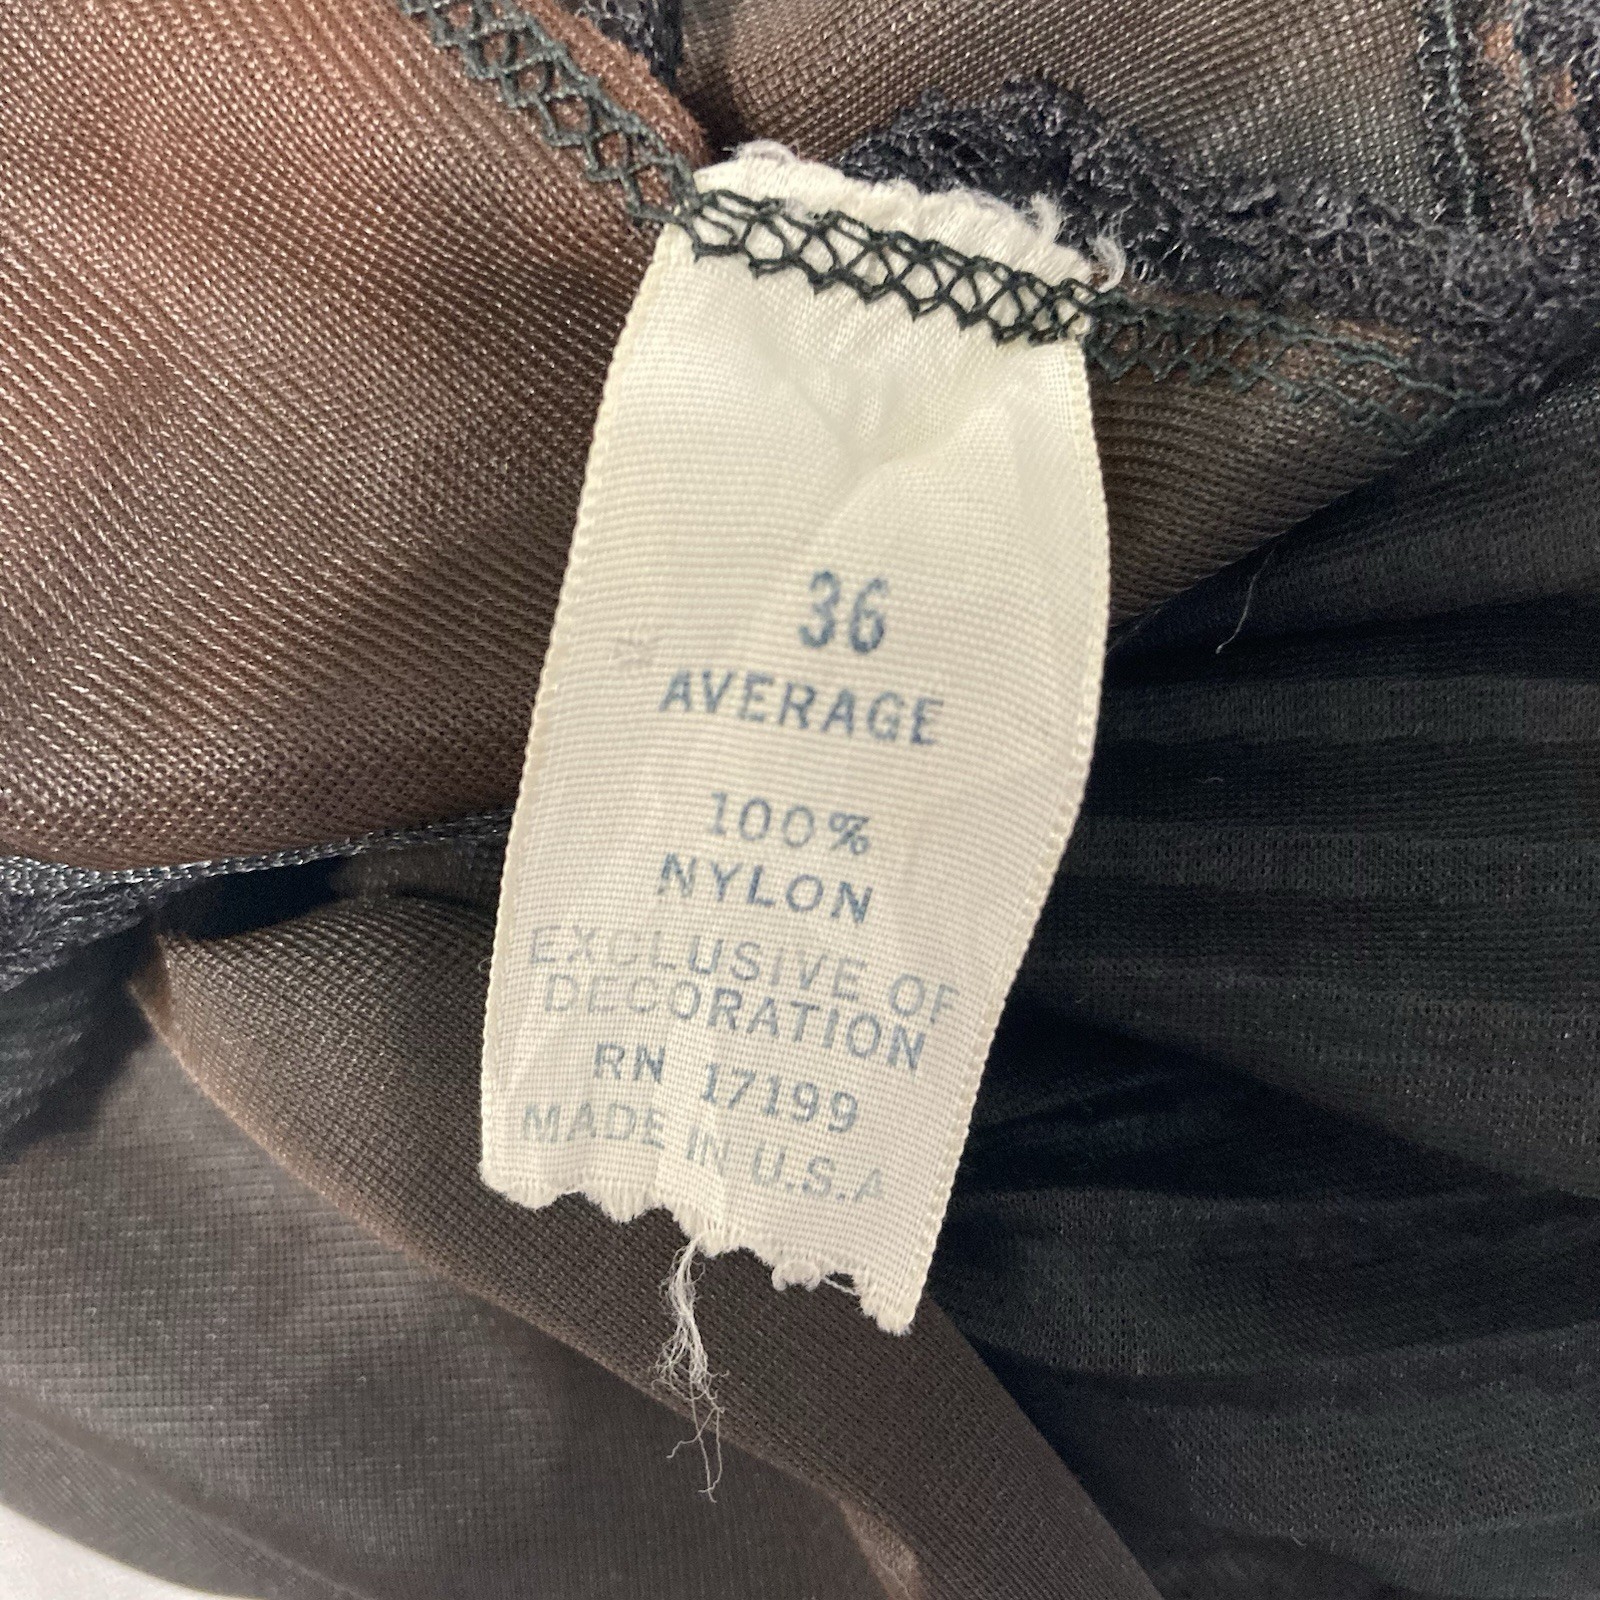 36
AVERAGE
100%
NYLON
EXCLUSIVE OF
DECORATION
RN 17199
MADE IN U.S.A